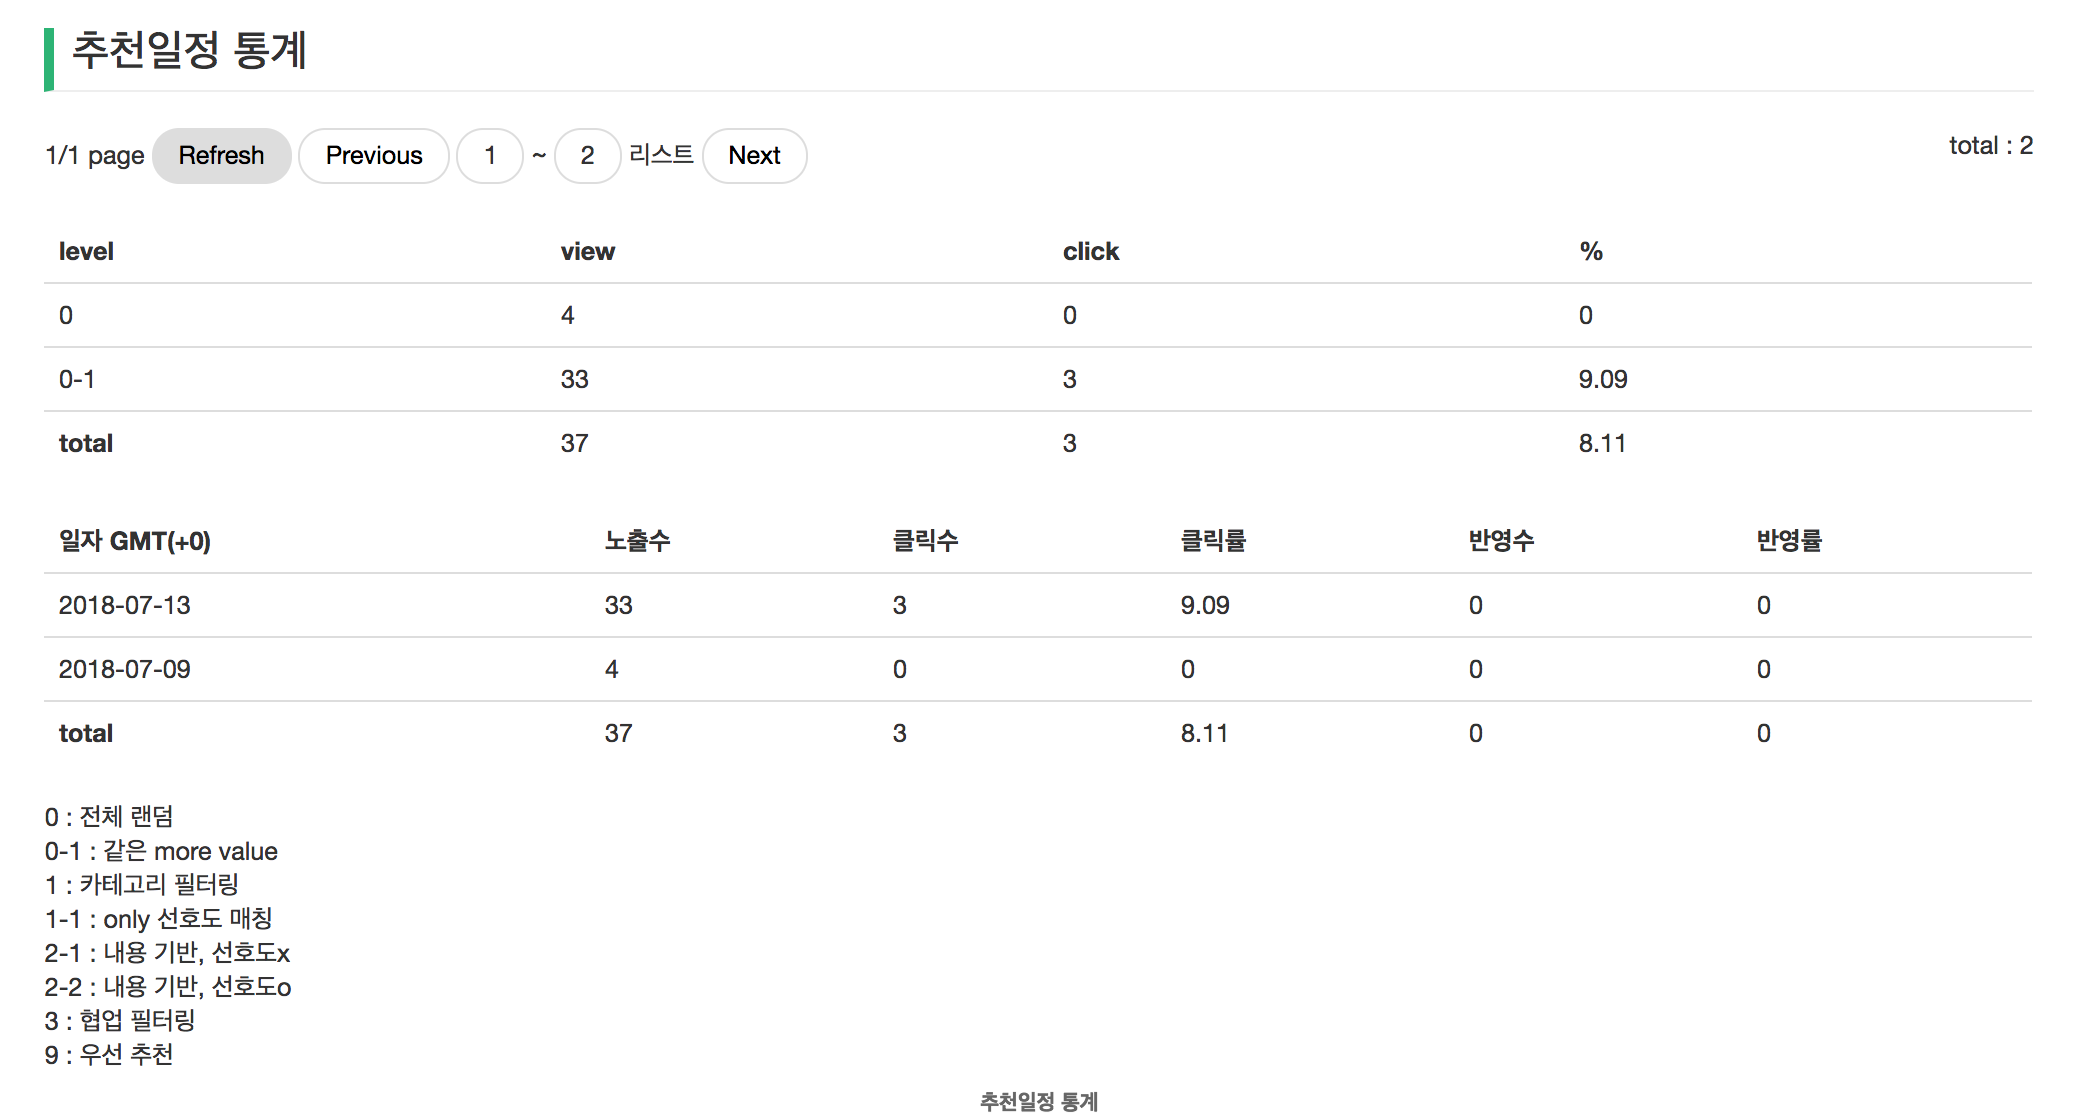 추천일정 통계
1/1 page Refresh Previous 1 ~ 2 리스트 Next total : 2
level view click %
0 4 0 0
0-1 33 3 9.09
total 37 3 8.11
일자 GMT(+0) 노출수 클릭수 클릭률 반영수 반영률
2018-07-13 33 3 9.09 0 0
2018-07-09 4 0 0 0 0
total 37 3 8.11 0 0
0 : 전체 랜덤
0-1 : 같은 more value
1 : 카테고리 필터링
1-1 : only 선호도 매칭
2-1 : 내용 기반, 선호도x
2-2 : 내용 기반, 선호도o
3 : 협업 필터링
9 : 우선 추천
추천일정 통계